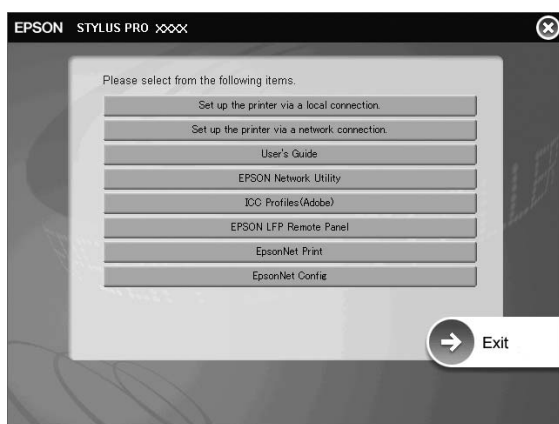 EPSON STYLUS PRO XXXX
Please select from the following items.
Set up the printer via a local connection.
Set up the printer via a network connection.
User's Guide
EPSON Network Utility
ICC Profiles(Adobe)
EPSON LFP Remote Panel
EpsonNet Print
EpsonNet Config
Exit